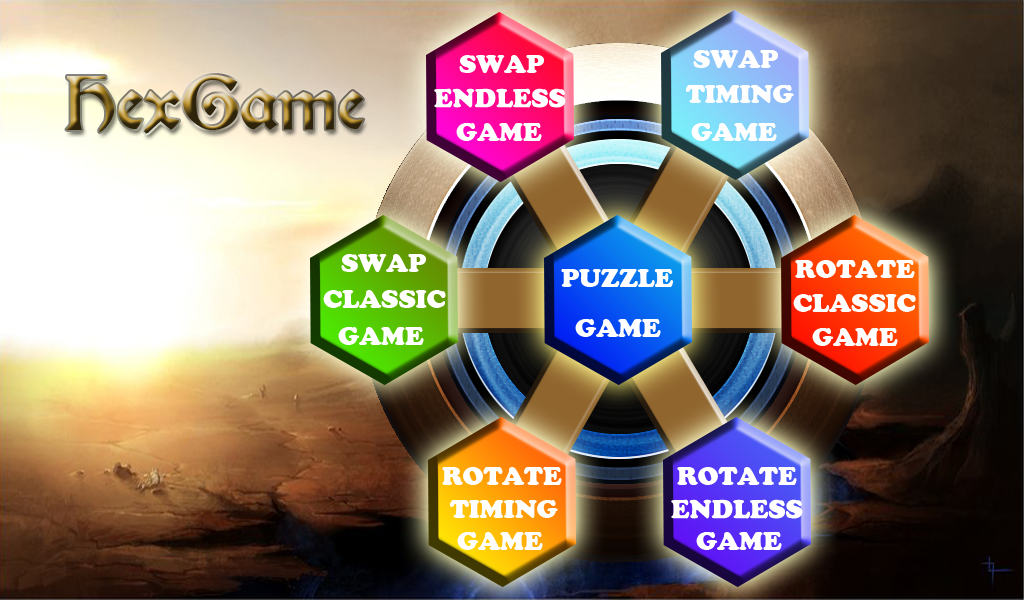 HexGame
SWAP
ENDLESS
GAME
SWAP
TIMING
GAME
SWAP
CLASSIC
GAME
PUZZLE
GAME
ROTATE
CLASSIC
GAME
ROTATE
TIMING
GAME
ROTATE
ENDLESS
GAME